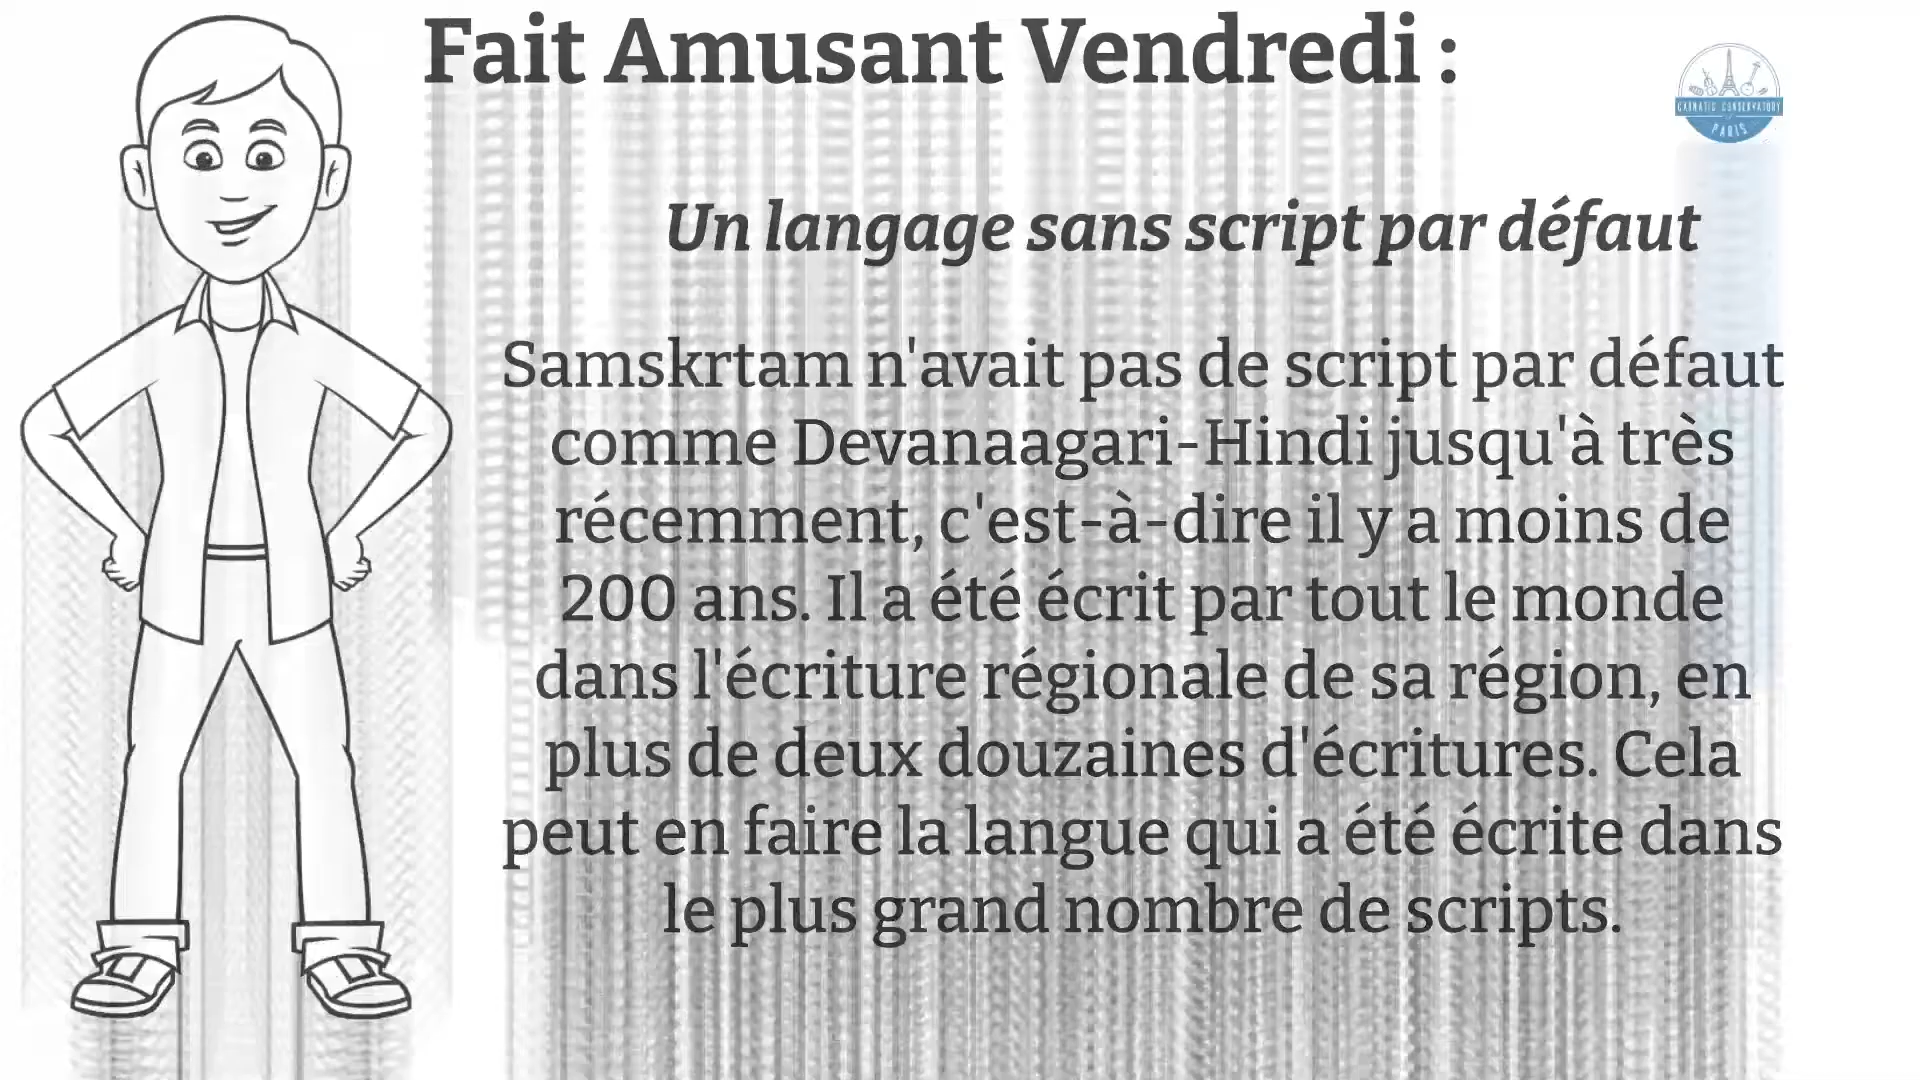 Fait Amusant Vendredi :
CARNATIC CONSERVATORY
PARIS
Un langage sans script par défaut
Samskrtam n'avait pas de script par défaut
comme Devanaagari-Hindi jusqu'à très
récemment, c'est-à-dire il y a moins de
200 ans. Il a été écrit par tout le monde
dans l'écriture régionale de sa région, en
plus de deux douzaines d'écritures. Cela
peut en faire la langue qui a été écrite dans
le plus grand nombre de scripts.